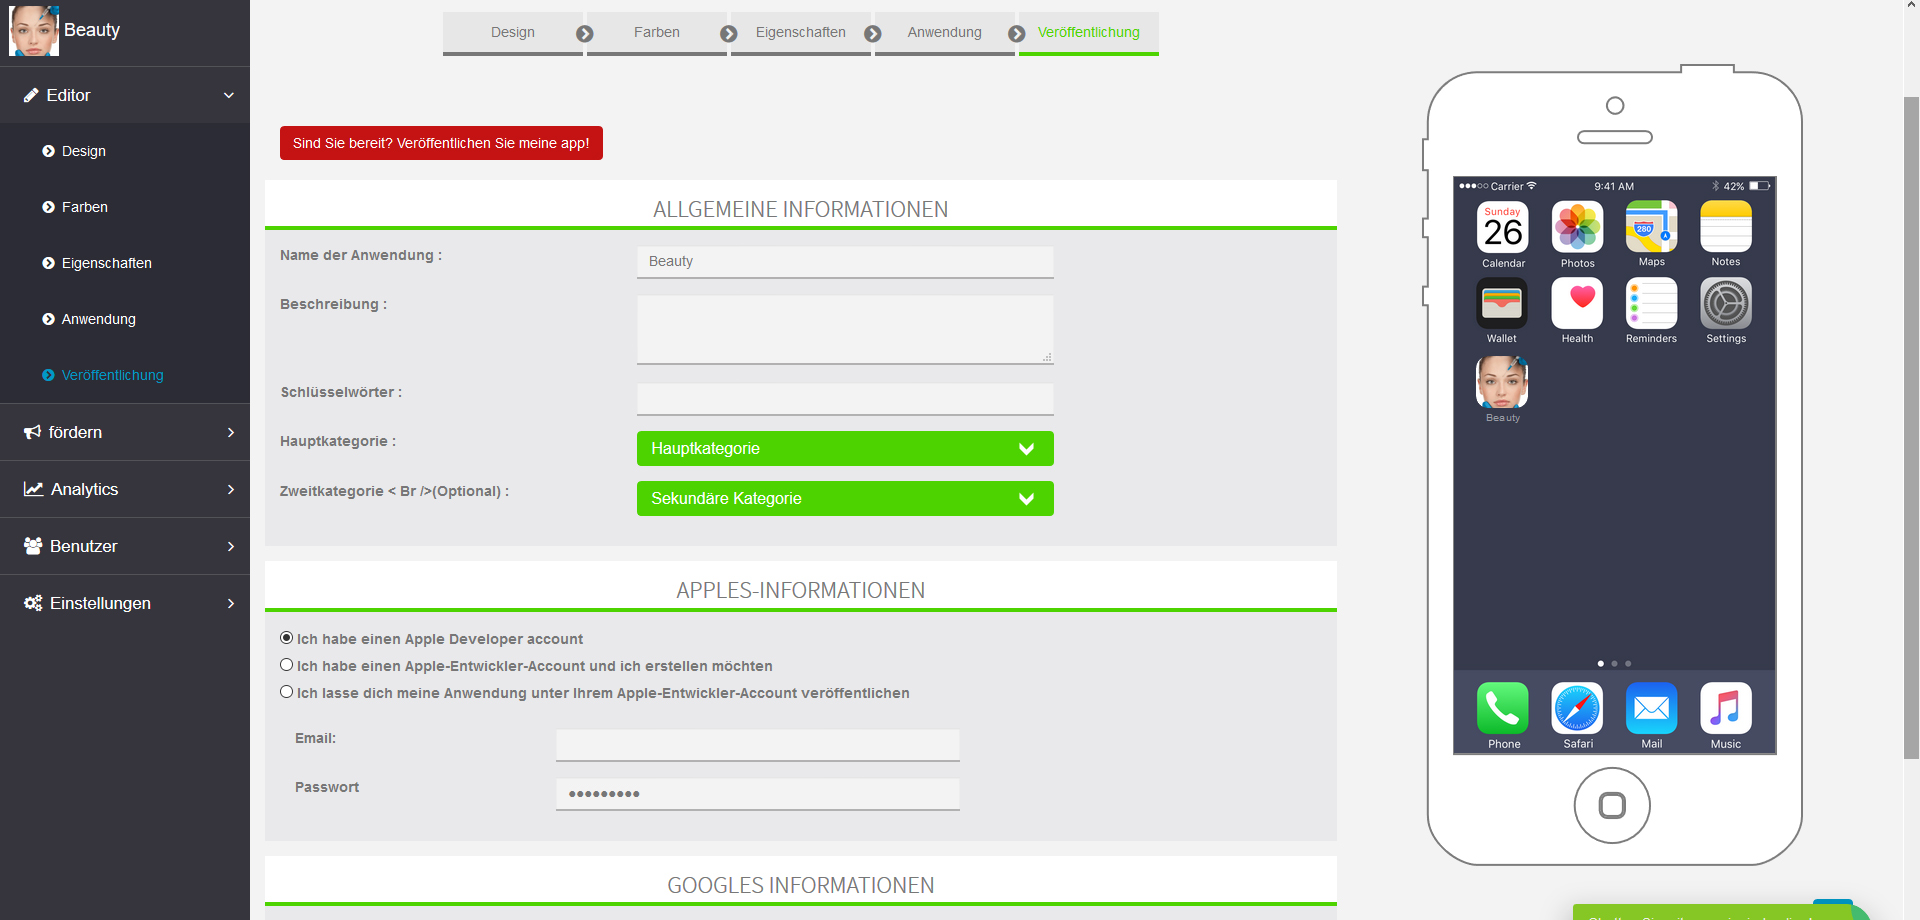 Beauty
Editor
Design
Farben
Eigenschaften
Anwendung
Veröffentlichung
fördern
Analytics
Benutzer
Einstellungen
Design
Farben
Eigenschaften
Anwendung
Veröffentlichung
Sind Sie bereit? Veröffentlichen Sie meine app!
ALLGEMEINE INFORMATIONEN
Name der Anwendung :
Beauty
Beschreibung :
Schlüsselwörter :
Hauptkategorie :
Hauptkategorie
Zweitkategorie < Br />(Optional) :
Sekundäre Kategorie
APPLES-INFORMATIONEN
Ich habe einen Apple Developer account
Ich habe einen Apple-Entwickler-Account und ich erstellen möchten
Ich lasse dich meine Anwendung unter Ihrem Apple-Entwickler-Account veröffentlichen
Email:
Passwort
GOOGLES INFORMATIONEN
Carrier 9:41 AM 42%
Sunday
26
280
Calendar Photos Maps Notes
Wallet Health Reminders Settings
Beauty
Phone Safari Mail Music